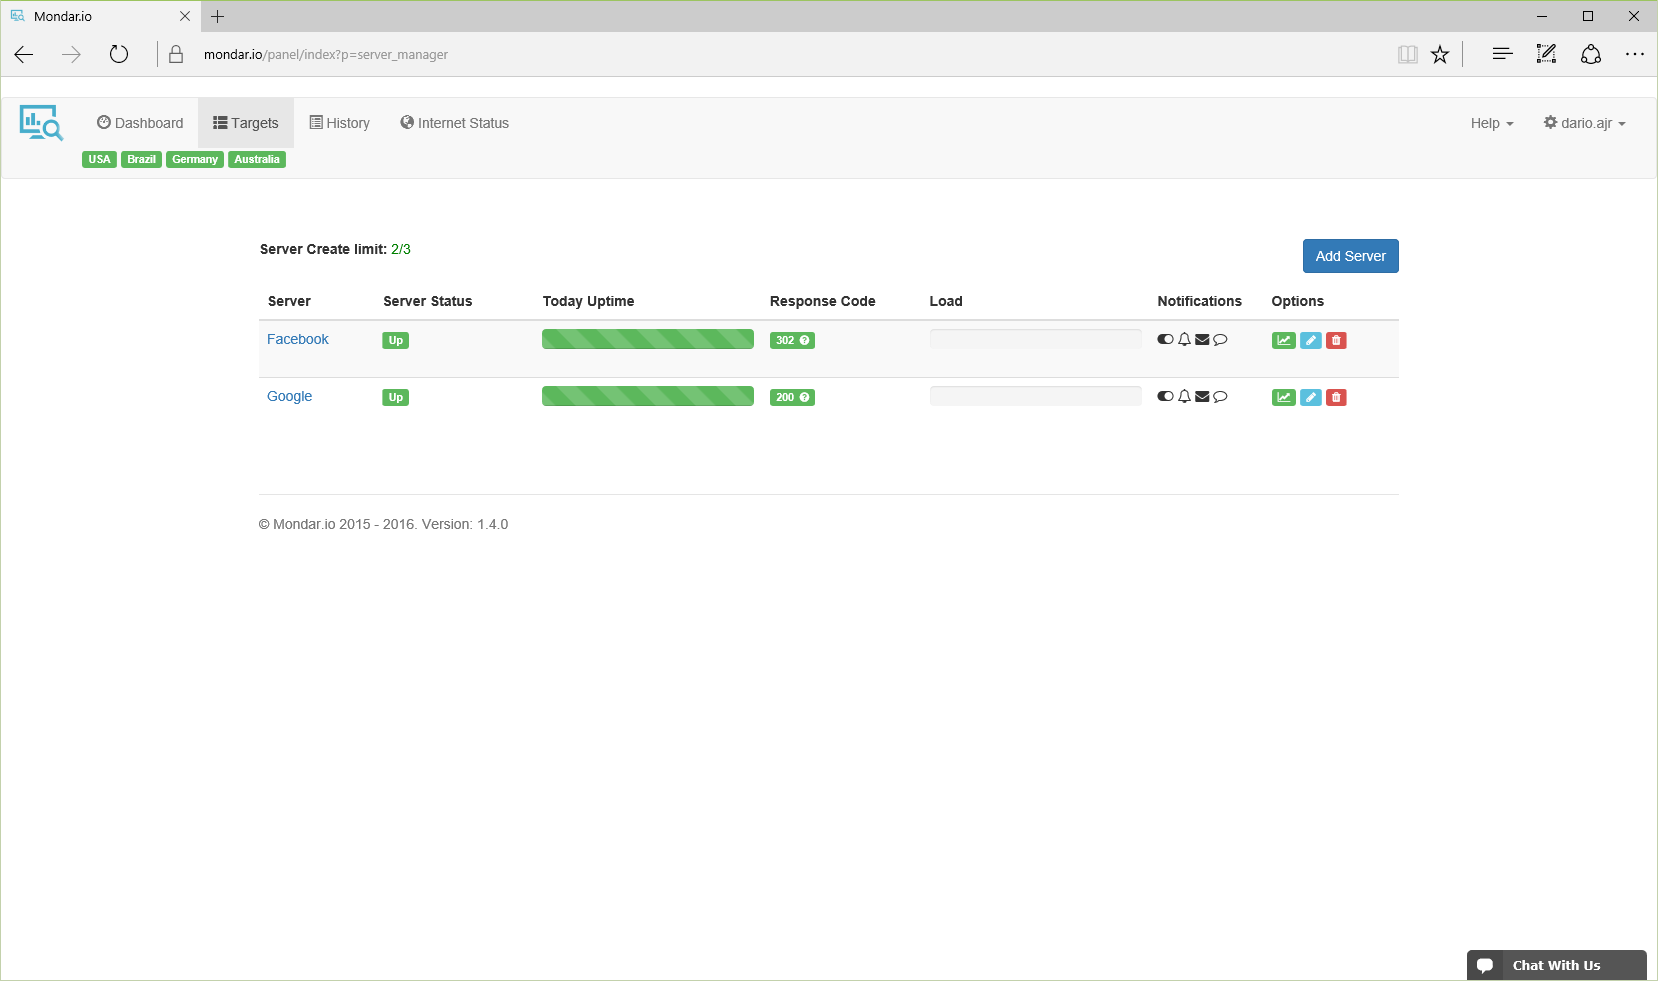 Mondar.io
mondar.io/panel/index?p=server_manager
Dashboard Targets History Internet Status Help dario.ajr
USA Brazil Germany Australia
Server Create limit: 2/3 Add Server
Server Server Status Today Uptime Response Code Load Notifications Options
Facebook Up 302
Google Up 200
© Mondar.io 2015 - 2016. Version: 1.4.0
Chat With Us